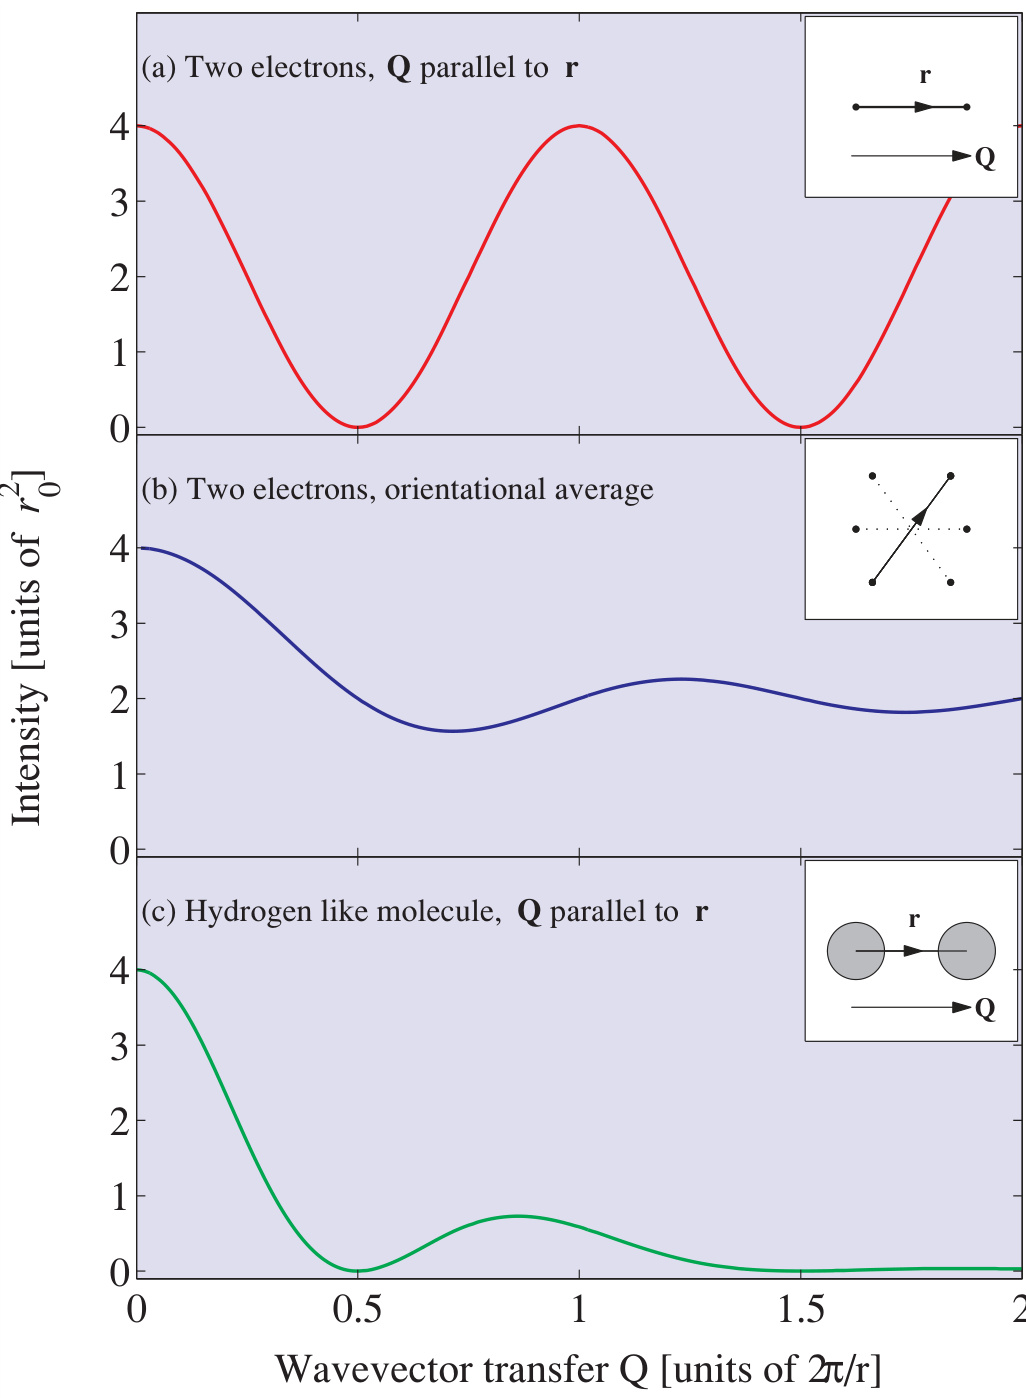 (a) Two electrons, Q parallel to r
r
Q
4
3
2
1
0
Intensity [units of r₀²]
(b) Two electrons, orientational average
4
3
2
1
0
(c) Hydrogen like molecule, Q parallel to r
r
Q
4
3
2
1
0
0 0.5 1 1.5 2
Wavevector transfer Q [units of 2π/r]